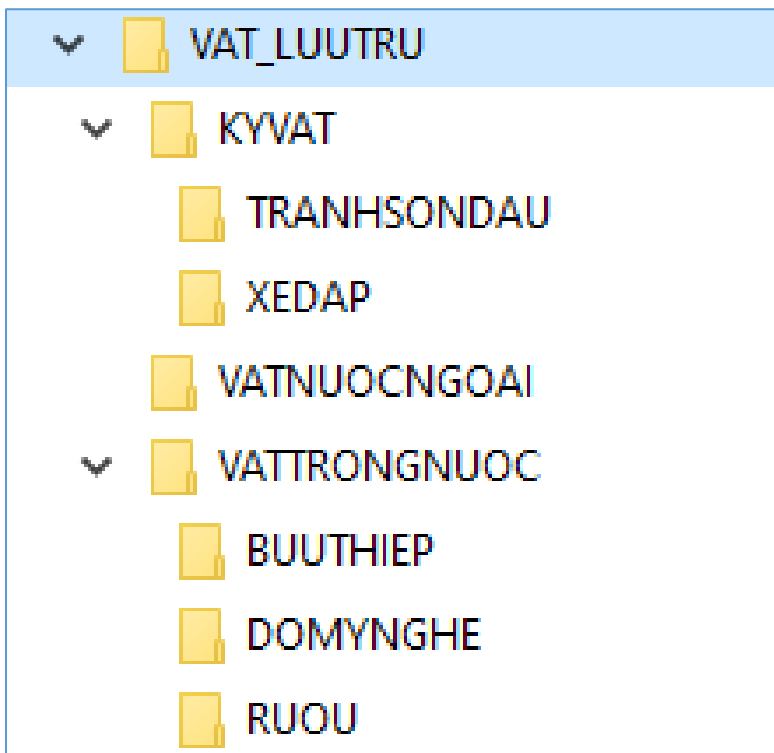 VAT_LUUTRU
KYVAT
TRANHSONDAU
XEDAP
VATNUOCNGOAI
VATTRONGNUOC
BUUTHIEP
DOMYNGHE
RUOU